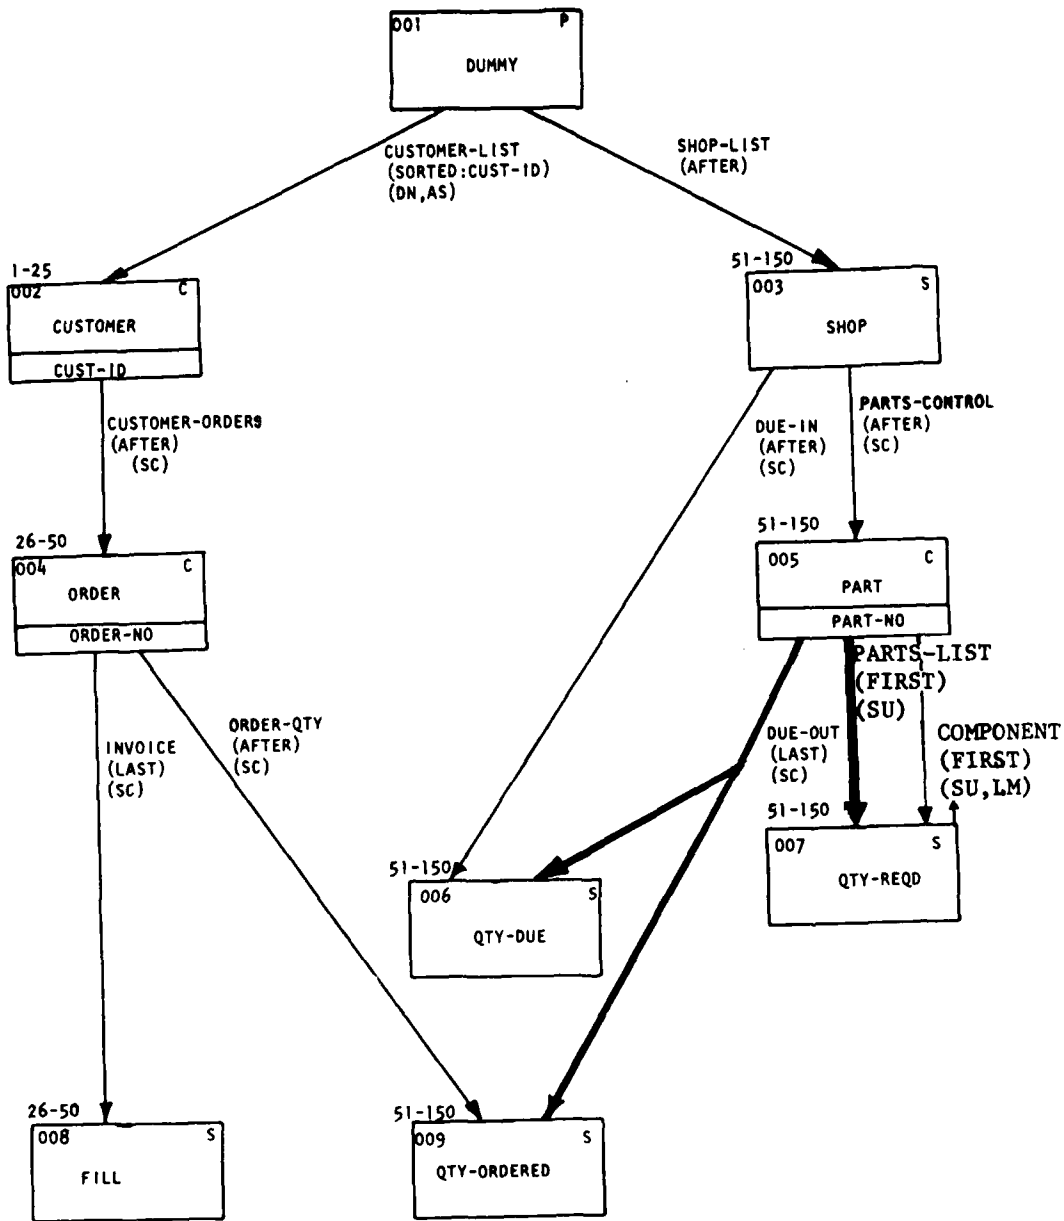 001 P
DUMMY
CUSTOMER-LIST
(SORTED:CUST-ID)
(DN,AS)
SHOP-LIST
(AFTER)
1-25
002 C
CUSTOMER
CUST-ID
51-150
003 S
SHOP
CUSTOMER-ORDERS
(AFTER)
(SC)
DUE-IN
(AFTER)
(SC)
PARTS-CONTROL
(AFTER)
(SC)
26-50
004 C
ORDER
ORDER-NO
51-150
005 C
PART
PART-NO
PARTS-LIST
(FIRST)
(SU)
INVOICE
(LAST)
(SC)
ORDER-QTY
(AFTER)
(SC)
DUE-OUT
(LAST)
(SC)
COMPONENT
(FIRST)
(SU,LM)
51-150
007 S
QTY-REQD
51-150
006 S
QTY-DUE
26-50
008 S
FILL
51-150
009 S
QTY-ORDERED